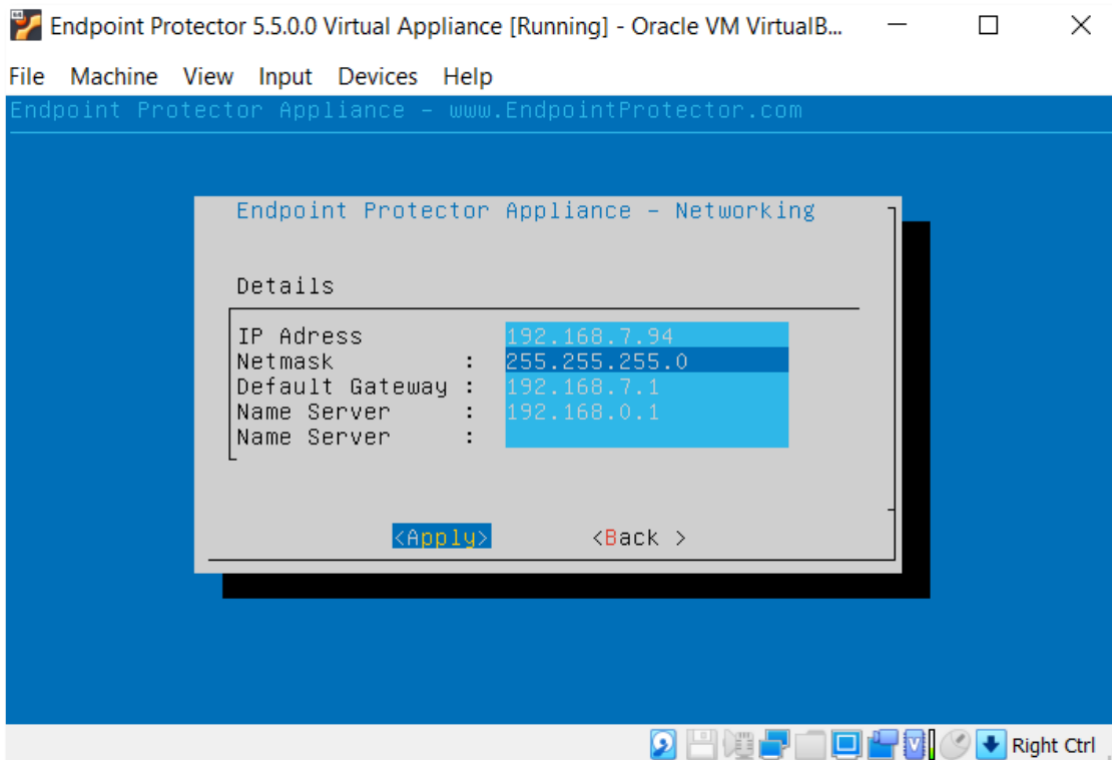 Endpoint Protector 5.5.0.0 Virtual Appliance [Running] - Oracle VM VirtualB...
File Machine View Input Devices Help
Endpoint Protector Appliance - www.EndpointProtector.com
Endpoint Protector Appliance - Networking
Details
IP Adress 192.168.7.94
Netmask : 255.255.255.0
Default Gateway : 192.168.7.1
Name Server : 192.168.0.1
Name Server :
<Apply> <Back >
Right Ctrl